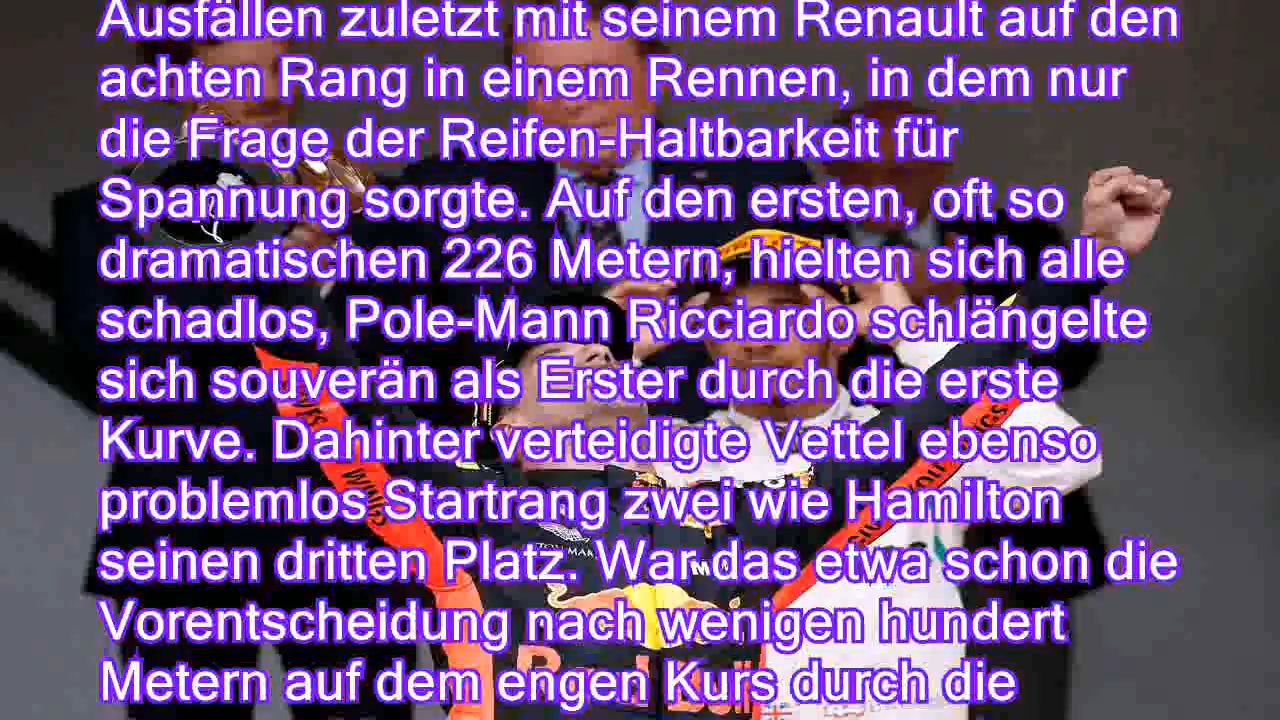 Ausfällen zuletzt mit seinem Renault auf den
achten Rang in einem Rennen, in dem nur
die Frage der Reifen-Haltbarkeit für
Spannung sorgte. Auf den ersten, oft so
dramatischen 226 Metern, hielten sich alle
schadlos, Pole-Mann Ricciardo schlängelte
sich souverän als Erster durch die erste
Kurve. Dahinter verteidigte Vettel ebenso
problemlos Startrang zwei wie Hamilton
seinen dritten Platz. War das etwa schon die
Vorentscheidung nach wenigen hundert
Metern auf dem engen Kurs durch die
Red Bull